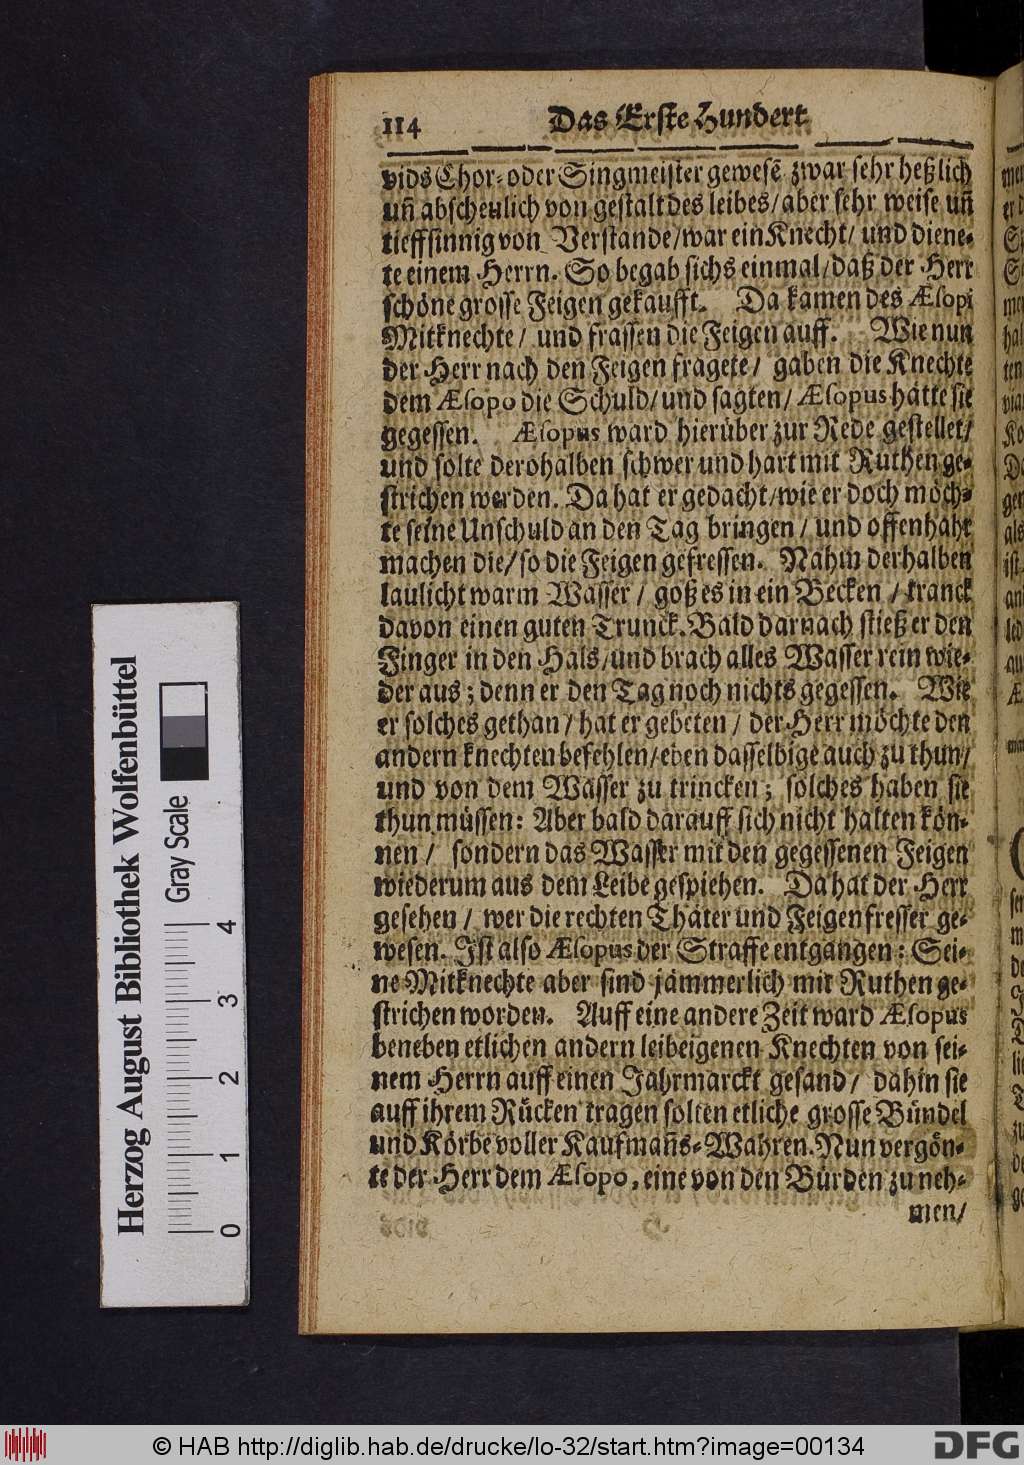 114 Das Erste Hundert
vids Chor- oder Singmeister gewesẽ zwar sehr heßlich
uñ abscheulich von gestalt des leibes/ aber sehr weise uñ
tieffsinnig von Verstande/ war ein Knecht/ und diene-
te einem Herrn. So begab sichs einmal/ daß der Herr
schöne grosse Feigen gekaufft. Da kamen des Æsopi
Mitknechte/ und frassen die Feigen auff. Wie nun
der Herr nach den Feigen fragete/ gaben die Knechte
dem Æsopo die Schuld/ und sagten/ Æsopus hätte sie
gegessen. Æsopus ward hierüber zur Rede gestellet/
und solte derohalben schwer und hart mit Ruthen ge-
strichen werden. Da hat er gedacht/ wie er doch möch-
te seine Unschuld an den Tag bringen/ und offenbahr
machen die/ so die Feigen gefressen. Nahm derhalben
laulicht warm Wasser/ goß es in ein Becken/ tranck
davon einen guten Trunck. Bald darnach stieß er den
Finger in den Hals/ und brach alles Wasser rein wie-
der aus; denn er den Tag noch nichts gegessen. Wie
er solches gethan/ hat er gebeten/ der Herr möchte den
andern knechten befehlen/ eben dasselbige auch zu thun/
und von dem Wasser zu trincken; solches haben sie
thun müssen: Aber bald darauff sich nicht halten kön-
nen/ sondern das Wasser mit den gegessenen Feigen
wiederum aus dem Leibe gespiehen. Da hat der Herr
gesehen/ wer die rechten Thäter und Feigenfresser ge-
wesen. Ist also Æsopus der Straffe entgangen: Sei-
ne Mitknechte aber sind jämmerlich mit Ruthen ge-
strichen worden. Auff eine andere Zeit ward Æsopus
beneben etlichen andern leibeigenen Knechten von sei-
nem Herrn auff einen Jahrmarckt gesand/ dahin sie
auff ihrem Rücken tragen solten etliche grosse Bündel
und Körbe voller Kaufmañs-Wahren. Nun vergön-
te der Herr dem Æsopo, eine von den Bürden zu neh-
men/
Herzog August Bibliothek Wolfenbüttel
Gray Scale
0 1 2 3 4
© HAB http://diglib.hab.de/drucke/lo-32/start.htm?image=00134
DFG